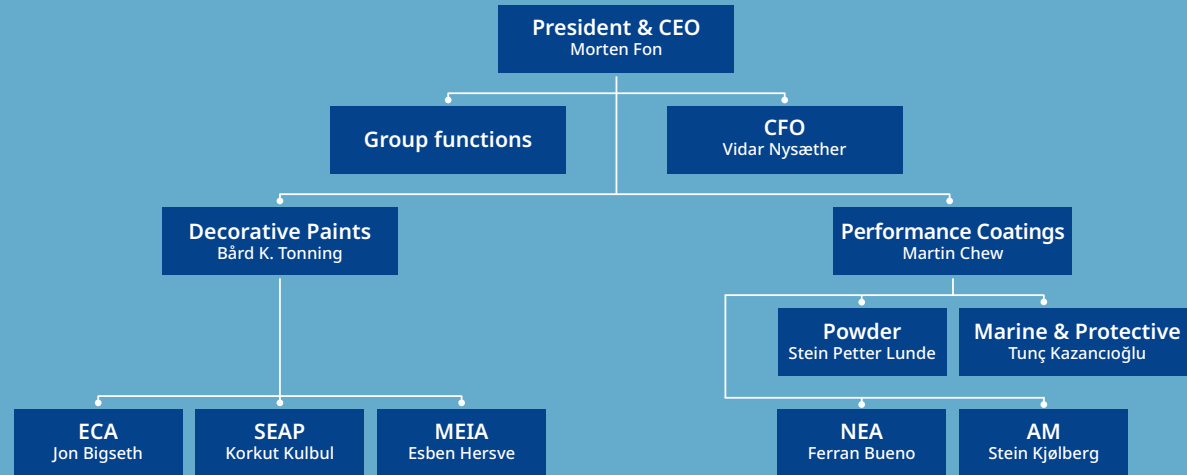 President & CEO
Morten Fon
Group functions
CFO
Vidar Nysæther
Decorative Paints
Bård K. Tonning
Performance Coatings
Martin Chew
Powder
Stein Petter Lunde
Marine & Protective
Tunç Kazancıoğlu
ECA
Jon Bigseth
SEAP
Korkut Kulbul
MEIA
Esben Hersve
NEA
Ferran Bueno
AM
Stein Kjølberg